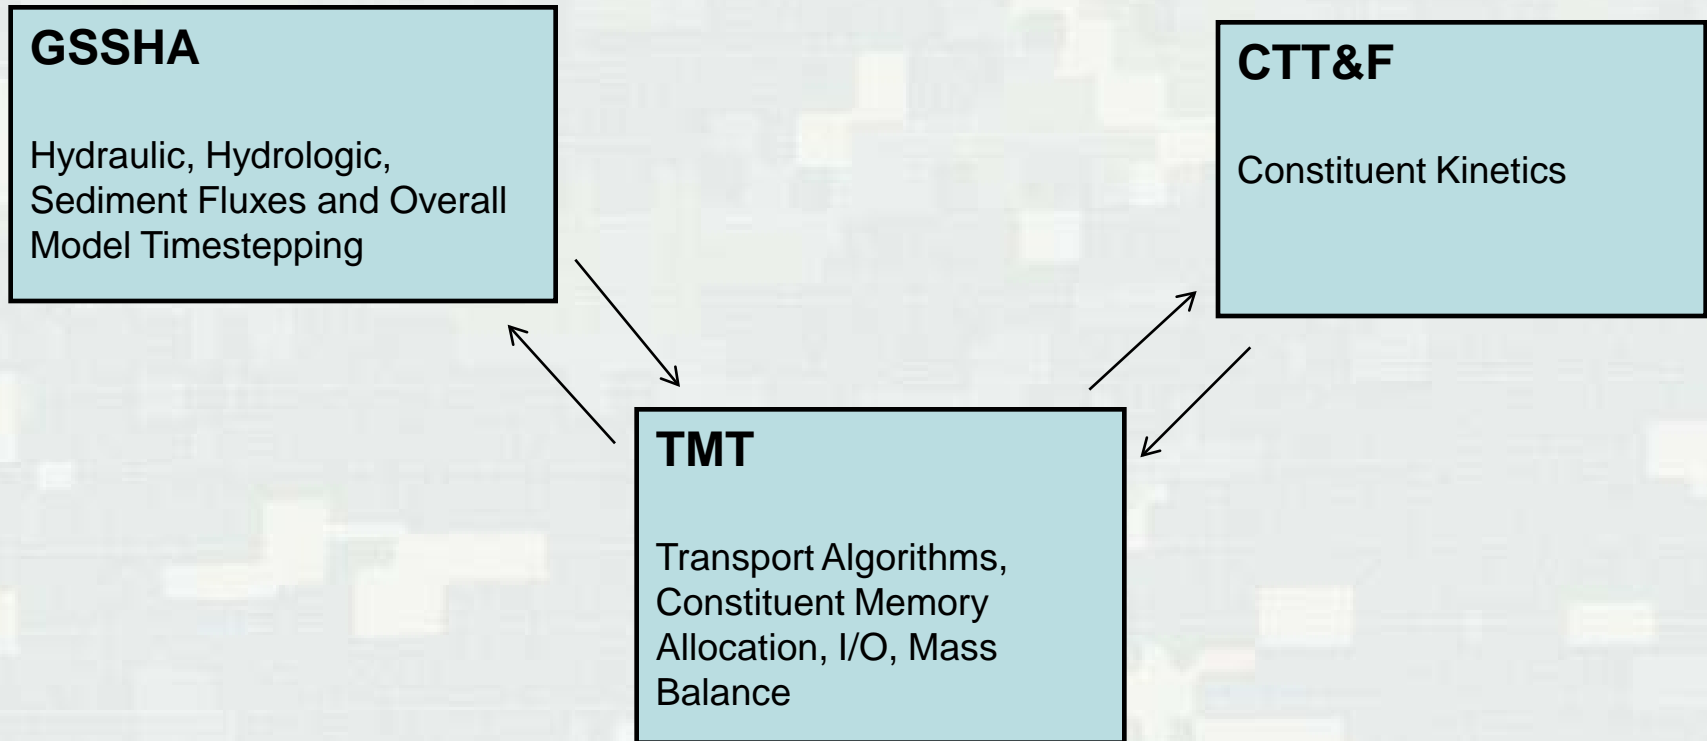 GSSHA
Hydraulic, Hydrologic,
Sediment Fluxes and Overall
Model Timestepping
CTT&F
Constituent Kinetics
TMT
Transport Algorithms,
Constituent Memory
Allocation, I/O, Mass
Balance